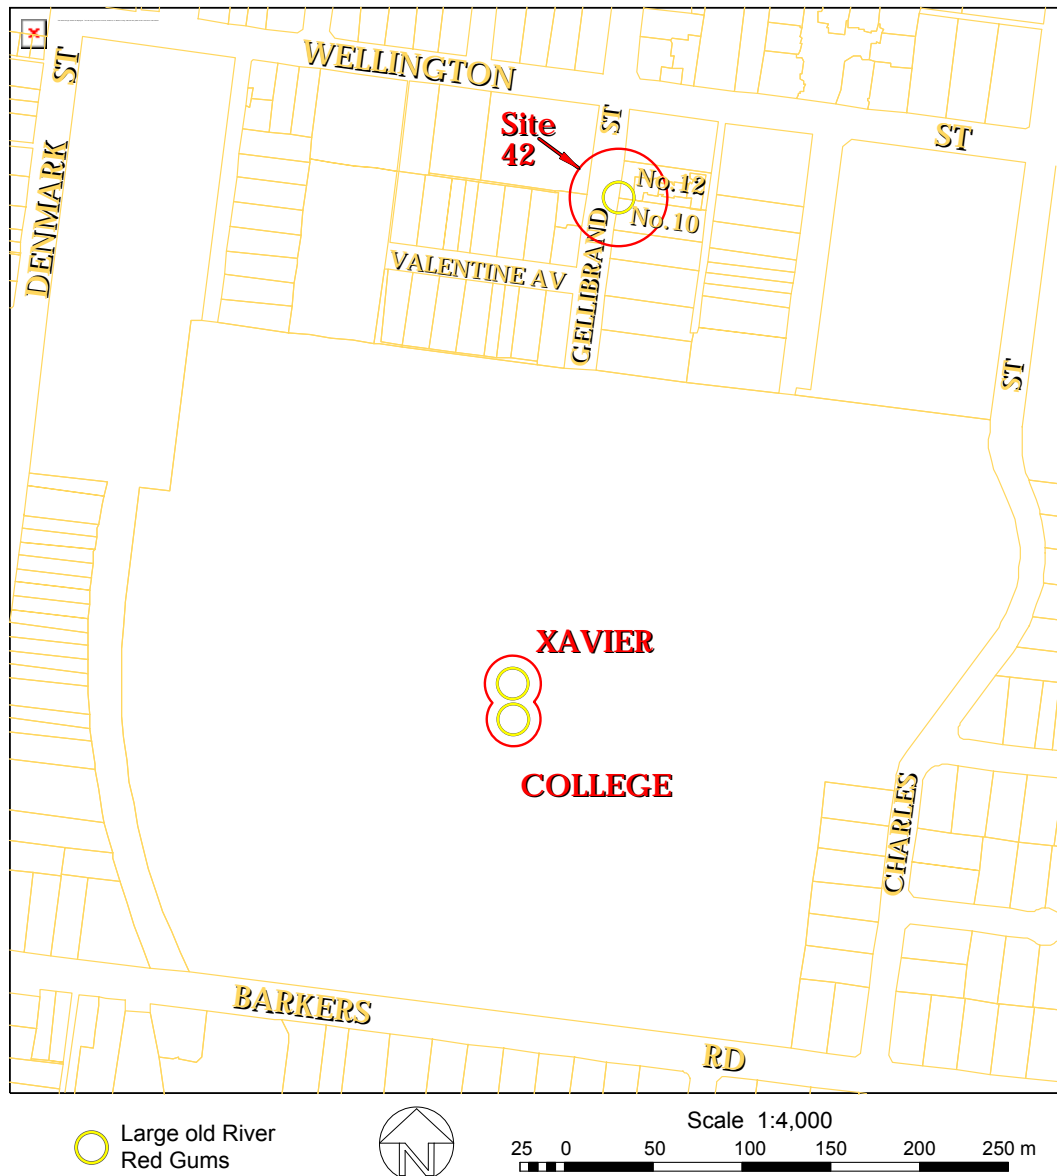 WELLINGTON
ST
DENMARK ST
Site
42
GELLIBRAND ST
No.12
No.10
VALENTINE AV
ST
XAVIER
COLLEGE
CHARLES
BARKERS
RD
Large old River
Red Gums
N
Scale 1:4,000
25 0 50 100 150 200 250 m